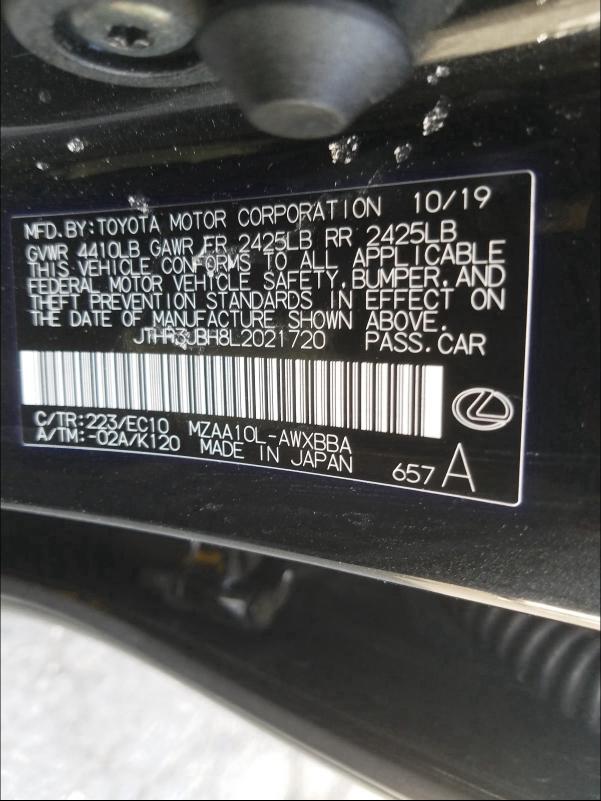 MFD. BY: TOYOTA MOTOR CORPORATION 10/19
GVWR 4410LB GAWR FR 2425LB RR 2425LB
THIS VEHICLE CONFORMS TO ALL APPLICABLE
FEDERAL MOTOR VEHICLE SAFETY, BUMPER, AND
THEFT PREVENTION STANDARDS IN EFFECT ON
THE DATE OF MANUFACTURE SHOWN ABOVE.
JTHR3JBH8L2021720 PASS. CAR
C/TR: 223/EC10 MZAA10L-AWXBBA
A/TM: -02A/K120 MADE IN JAPAN 657 A